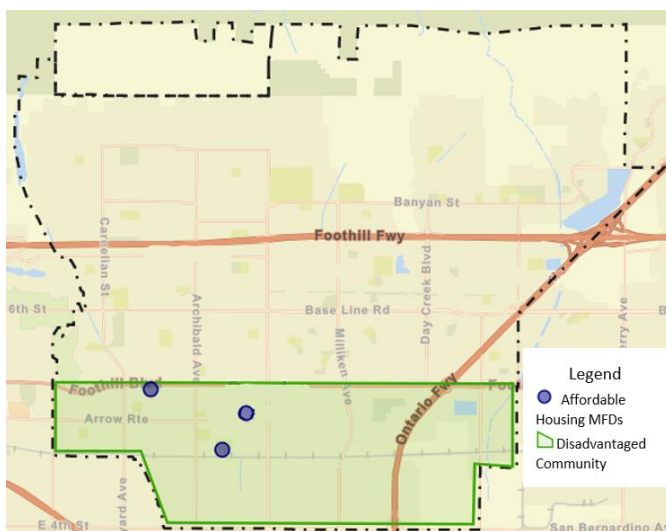 Banyan St
Carnelian St
Foothill Fwy
Day Creek Blvd
6th St
Archibald Ave
Base Line Rd
Milliken Ave
Foothill Blvd
Ontario Fwy
Arrow Rte
E 4th St
San Bernardino Av
Legend
Affordable
Housing MFDs
Disadvantaged
Community